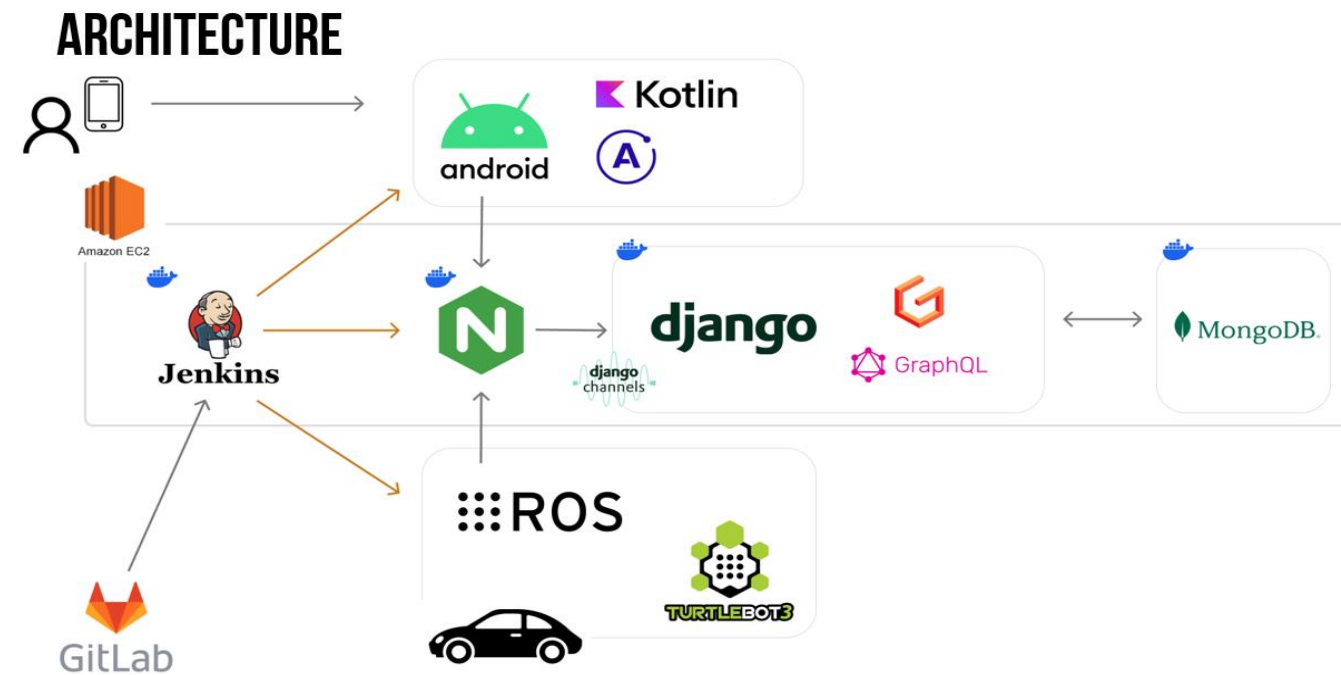 ARCHITECTURE
Kotlin
A
android
Amazon EC2
Jenkins
N
django
django
channels
GraphQL
MongoDB.
ROS
TURTLEBOT3
GitLab